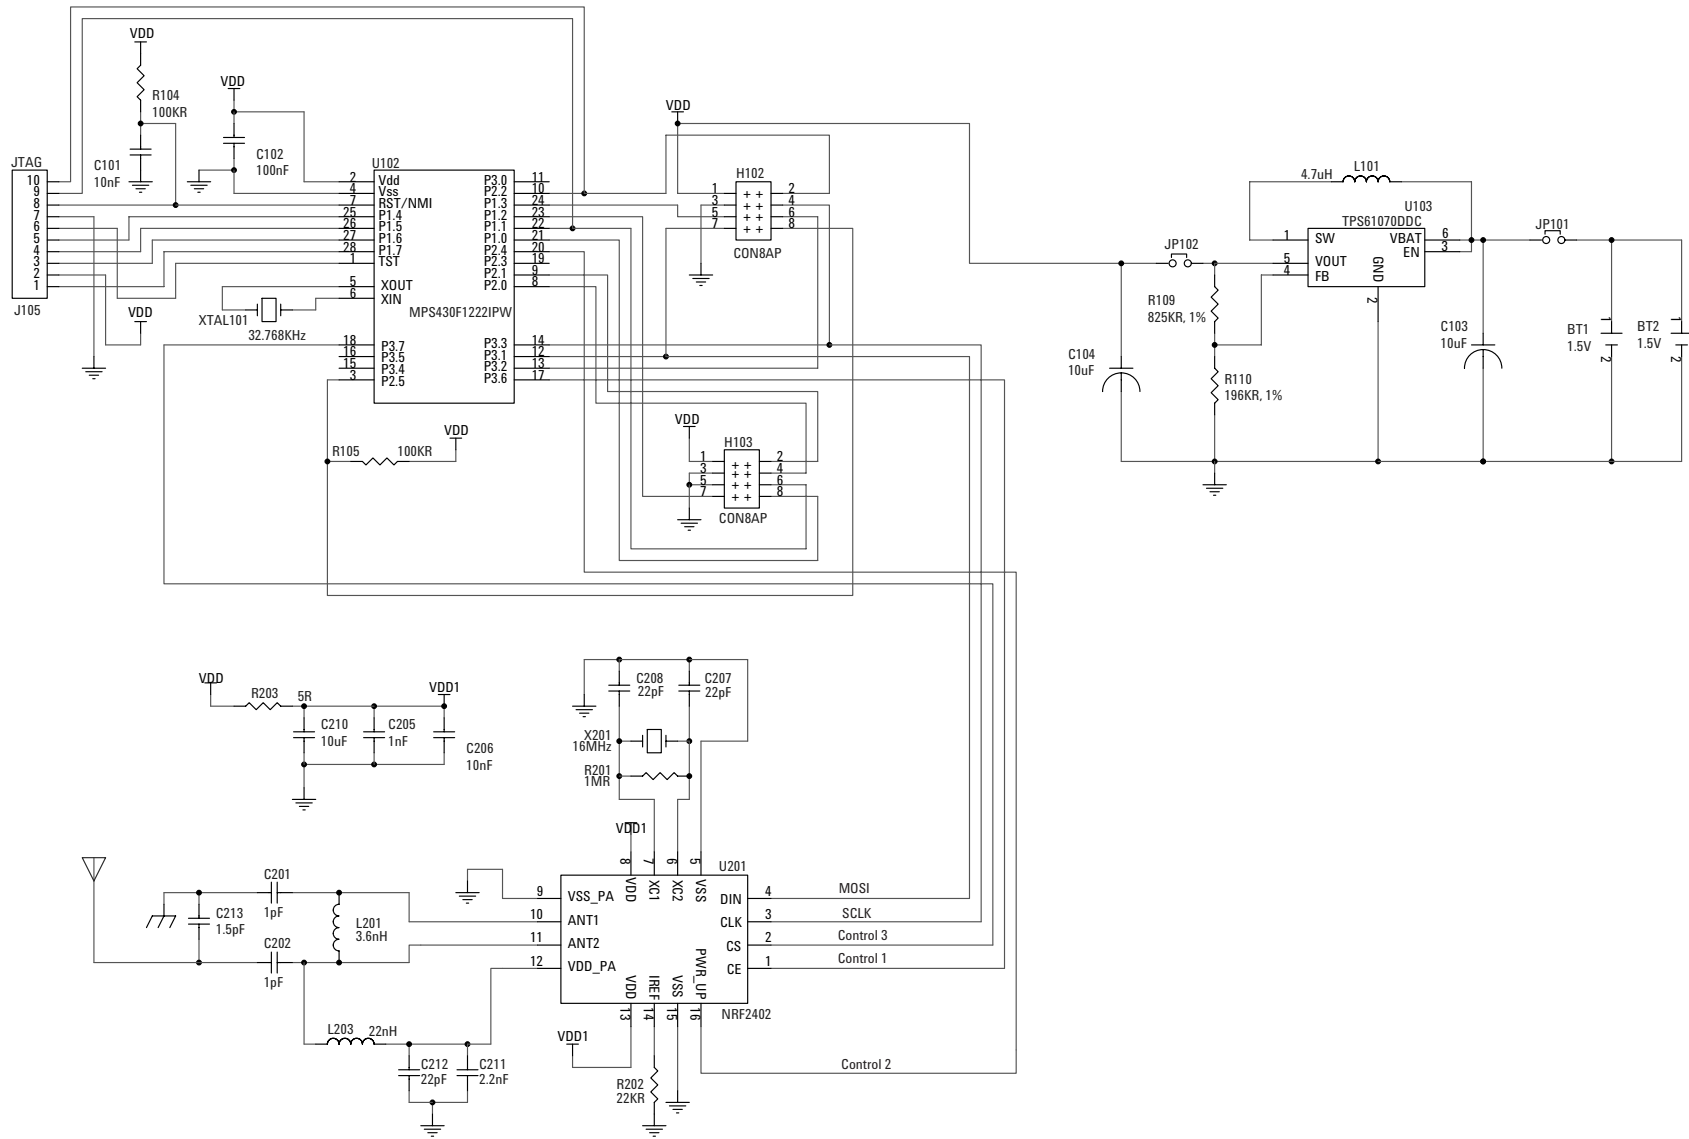 VDD
R104
100KR
VDD
C101
10nF
C102
100nF
JTAG
10
9
8
7
6
5
4
3
2
1
J105
VDD
XTAL101
32.768KHz
U102
2 Vdd
4 Vss
7 RST/NMI
25 P1.4
26 P1.5
27 P1.6
28 P1.7
1 TST
5 XOUT
6 XIN
18 P3.7
16 P3.5
15 P3.4
3 P2.5
P3.0 11
P2.2 10
P1.3 24
P1.2 23
P1.1 22
P1.0 21
P2.4 20
P2.3 19
P2.1 9
P2.0 8
P3.3 14
P3.1 12
P3.2 13
P3.6 17
MPS430F1222IPW
R105
100KR
VDD
VDD
H102
1 2
3 4
5 6
7 8
CON8AP
VDD
H103
1 2
3 4
5 6
7 8
CON8AP
4.7uH
L101
U103
TPS61070DDC
1 SW
5 VOUT
4 FB
VBAT 6
EN 3
GND
2
JP101
JP102
R109
825KR, 1%
R110
196KR, 1%
C104
10uF
C103
10uF
1
BT1
1.5V
2
1
BT2
1.5V
2
VDD
R203
5R
VDD1
C210
10uF
C205
1nF
C206
10nF
C208
22pF
C207
22pF
X201
16MHz
R201
1MR
VDD1
U201
8 VDD
7 XC1
6 XC2
5 VSS
9 VSS_PA
10 ANT1
11 ANT2
12 VDD_PA
DIN 4
CLK 3
CS 2
CE 1
VDD 13
IREF 14
VSS 15
PWR_UP 16
NRF2402
MOSI
SCLK
Control 3
Control 1
Control 2
C201
1pF
C213
1.5pF
C202
1pF
L201
3.6nH
L203
22nH
C212
22pF
C211
2.2nF
VDD1
R202
22KR